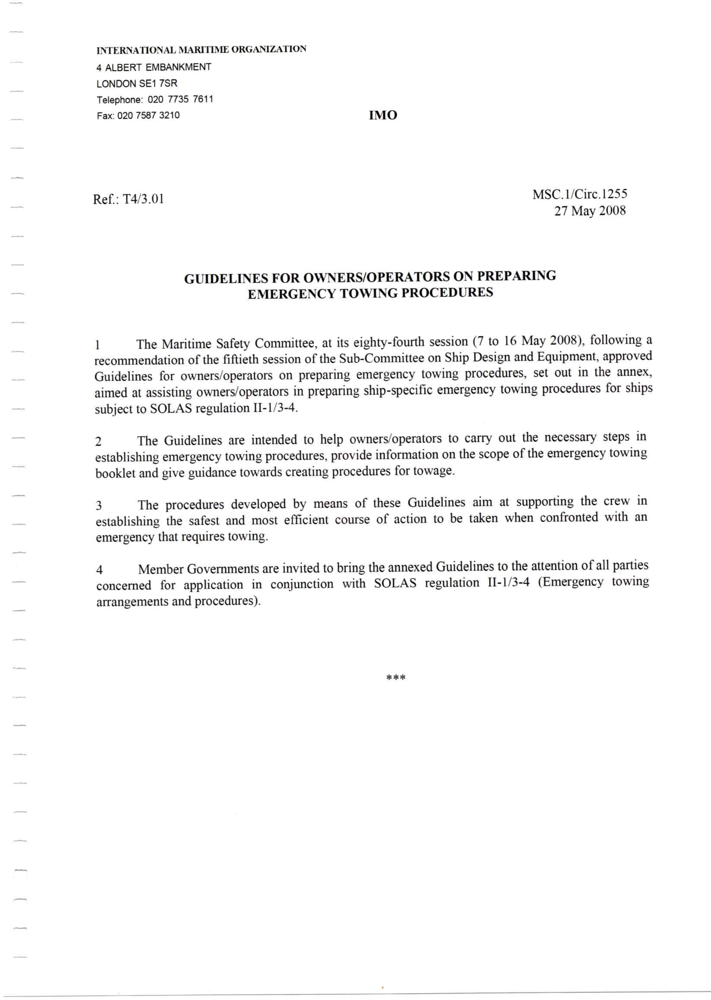 INTERNATIONAL MARITIME ORGANIZATION
4 ALBERT EMBANKMENT
LONDON SE1 7SR
Telephone: 020 7735 7611
Fax: 020 7587 3210
IMO
Ref.: T4/3.01
MSC.1/Circ.1255
27 May 2008
GUIDELINES FOR OWNERS/OPERATORS ON PREPARING
EMERGENCY TOWING PROCEDURES
1 The Maritime Safety Committee, at its eighty-fourth session (7 to 16 May 2008), following a
recommendation of the fiftieth session of the Sub-Committee on Ship Design and Equipment, approved
Guidelines for owners/operators on preparing emergency towing procedures, set out in the annex,
aimed at assisting owners/operators in preparing ship-specific emergency towing procedures for ships
subject to SOLAS regulation II-1/3-4.
2 The Guidelines are intended to help owners/operators to carry out the necessary steps in
establishing emergency towing procedures, provide information on the scope of the emergency towing
booklet and give guidance towards creating procedures for towage.
3 The procedures developed by means of these Guidelines aim at supporting the crew in
establishing the safest and most efficient course of action to be taken when confronted with an
emergency that requires towing.
4 Member Governments are invited to bring the annexed Guidelines to the attention of all parties
concerned for application in conjunction with SOLAS regulation II-1/3-4 (Emergency towing
arrangements and procedures).
***